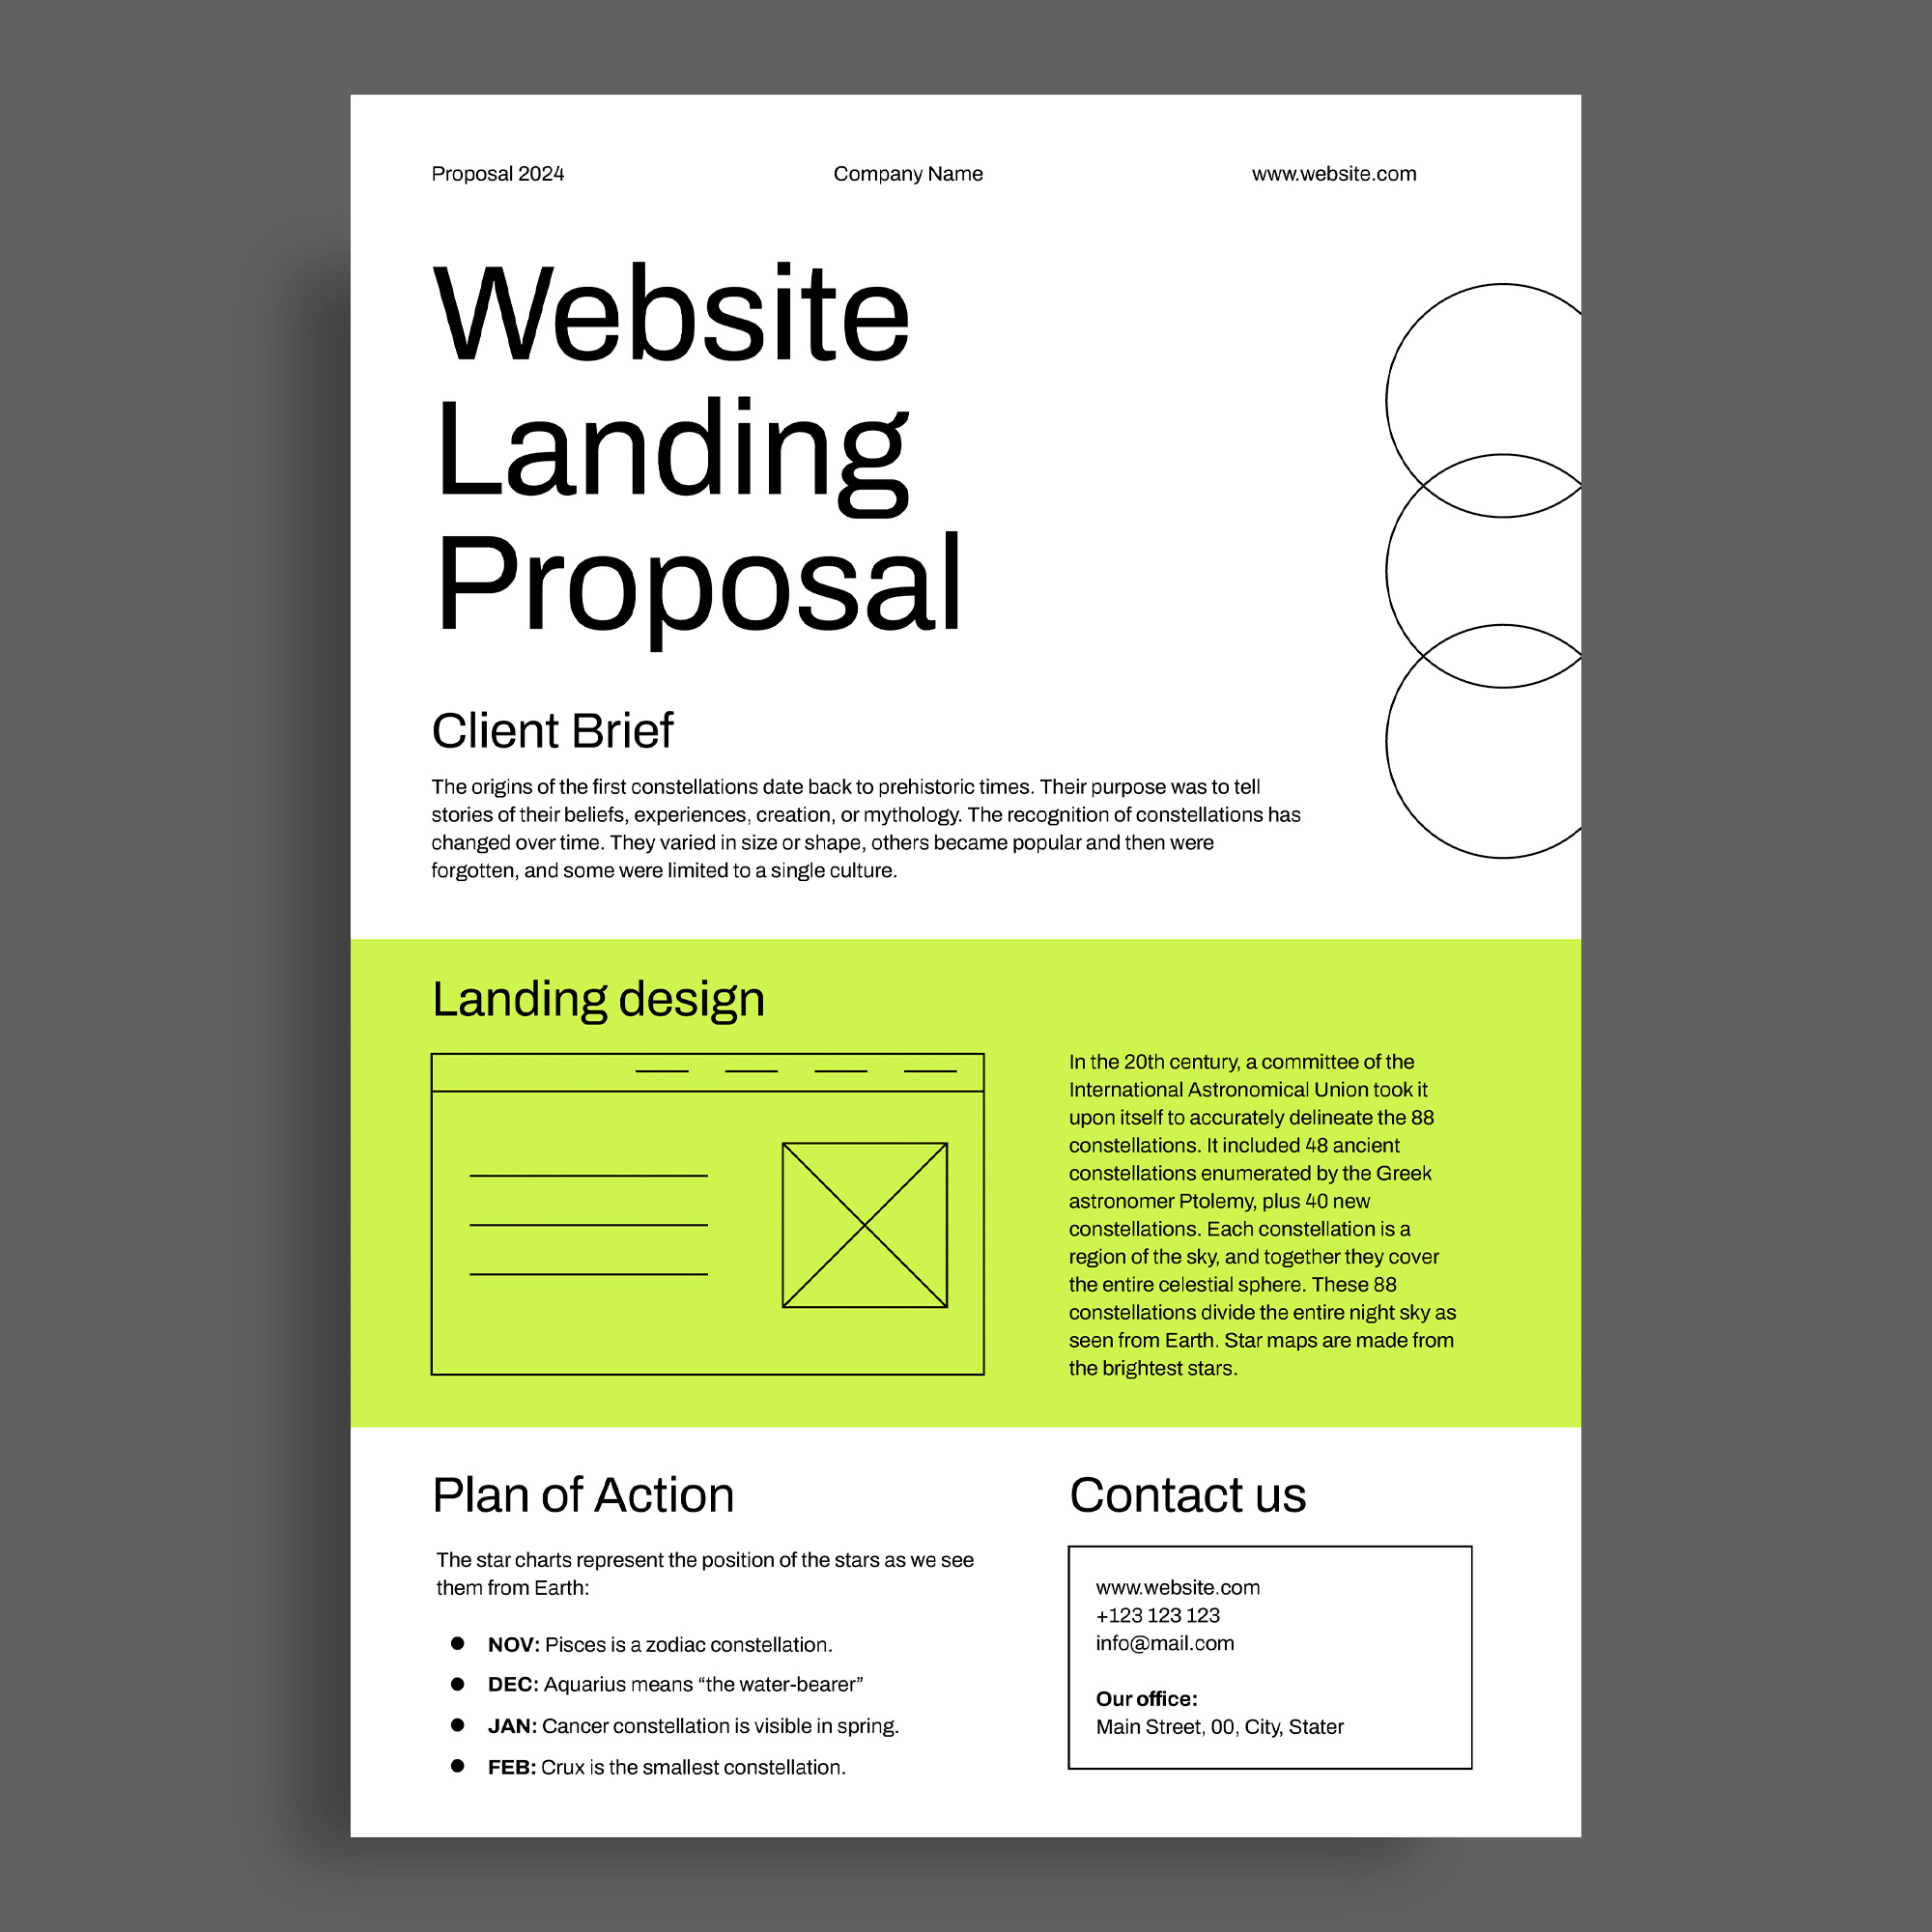 Proposal 2024
Company Name
www.website.com
Website
Landing
Proposal
Client Brief
The origins of the first constellations date back to prehistoric times. Their purpose was to tell
stories of their beliefs, experiences, creation, or mythology. The recognition of constellations has
changed over time. They varied in size or shape, others became popular and then were
forgotten, and some were limited to a single culture.
Landing design
In the 20th century, a committee of the
International Astronomical Union took it
upon itself to accurately delineate the 88
constellations. It included 48 ancient
constellations enumerated by the Greek
astronomer Ptolemy, plus 40 new
constellations. Each constellation is a
region of the sky, and together they cover
the entire celestial sphere. These 88
constellations divide the entire night sky as
seen from Earth. Star maps are made from
the brightest stars.
Plan of Action
The star charts represent the position of the stars as we see
them from Earth:
● NOV: Pisces is a zodiac constellation.
● DEC: Aquarius means “the water-bearer”
● JAN: Cancer constellation is visible in spring.
● FEB: Crux is the smallest constellation.
Contact us
www.website.com
+123 123 123
info@mail.com
Our office:
Main Street, 00, City, Stater